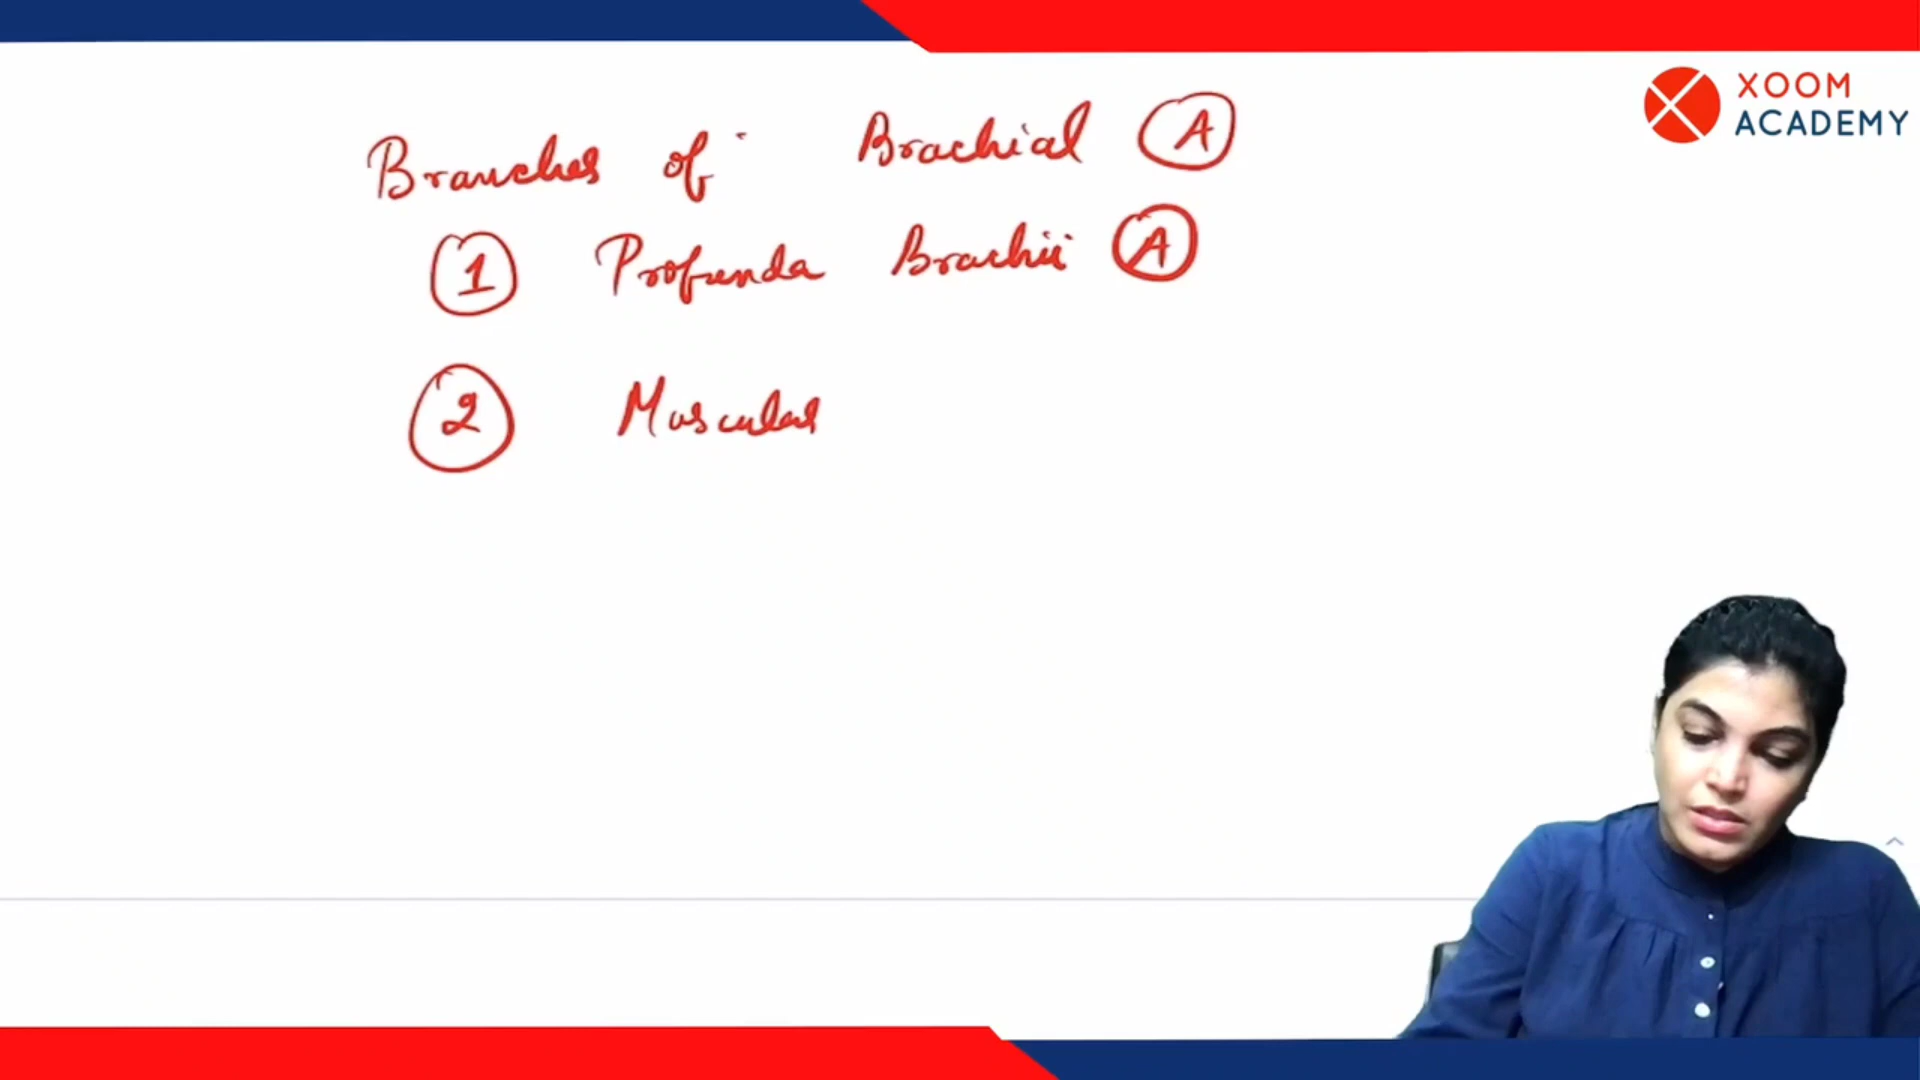 XOOM
ACADEMY
Branches of Brachial A
1 Profunda Brachii A
2 Muscular